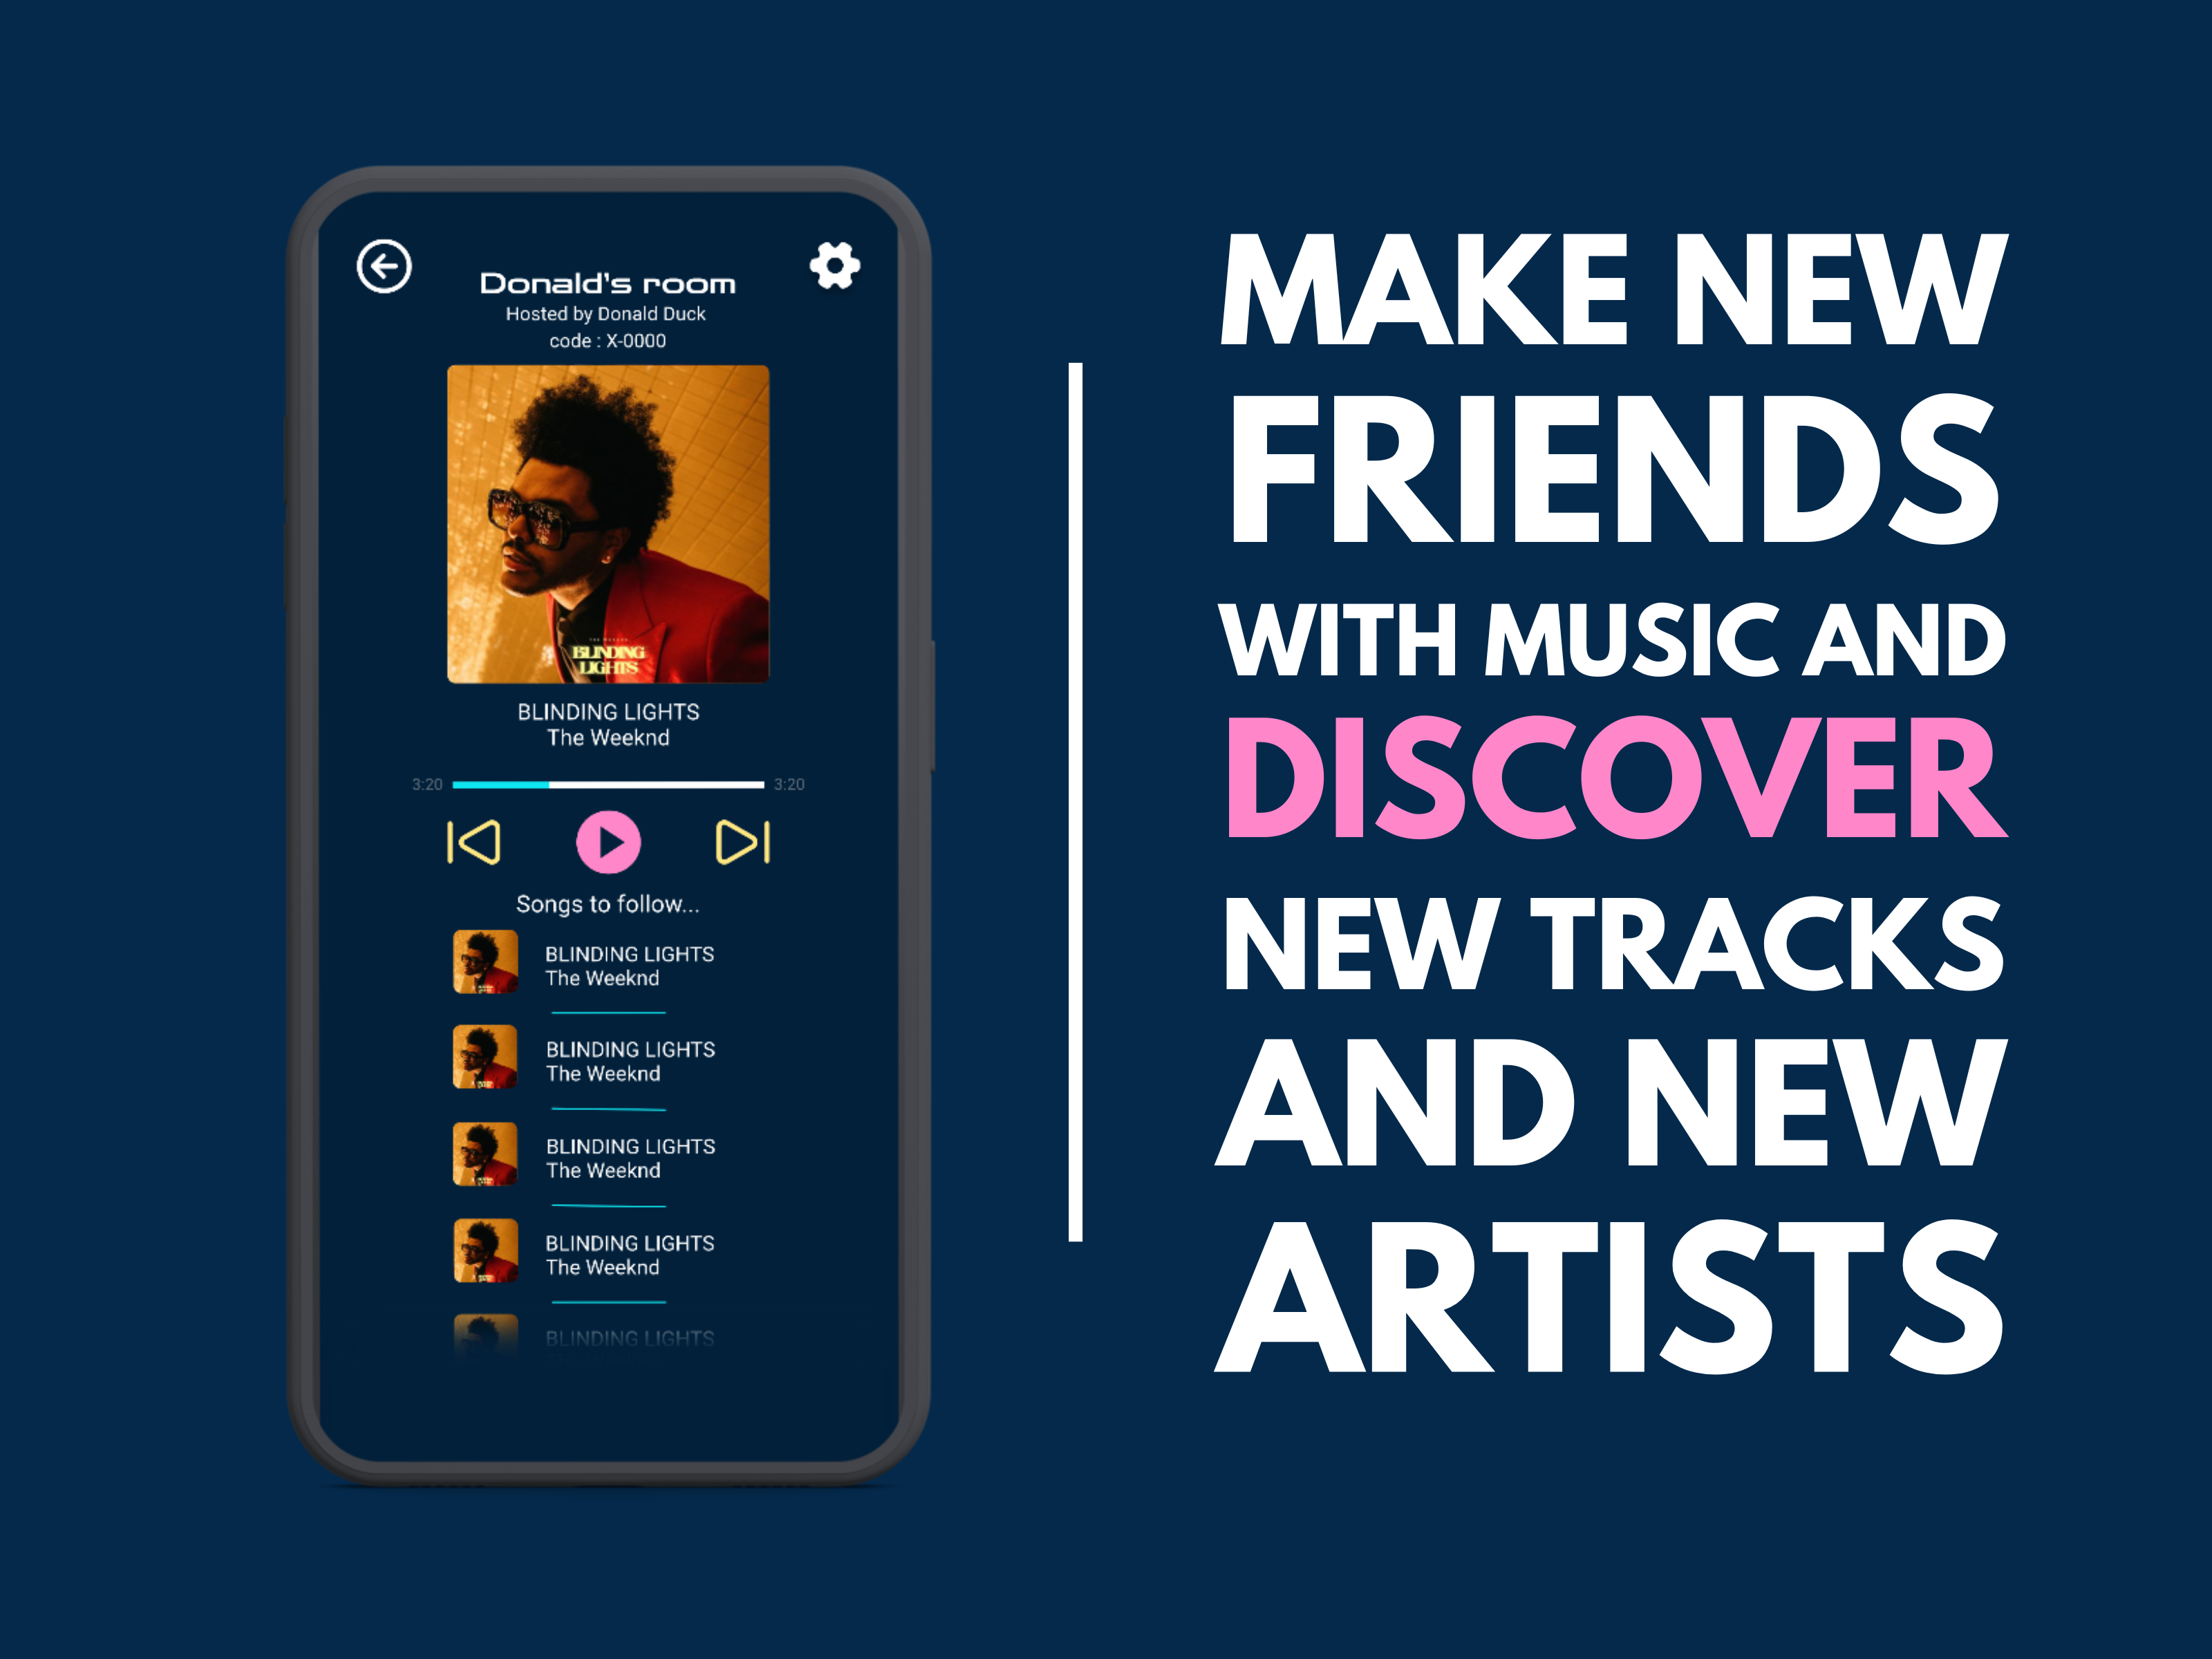 Donald's room
Hosted by Donald Duck
code : X-0000
THE WEEKND
BLINDING
LIGHTS
BLINDING LIGHTS
The Weeknd
3:20
3:20
Songs to follow...
BLINDING LIGHTS
The Weeknd
BLINDING LIGHTS
The Weeknd
BLINDING LIGHTS
The Weeknd
BLINDING LIGHTS
The Weeknd
BLINDING LIGHTS
MAKE NEW
FRIENDS
WITH MUSIC AND
DISCOVER
NEW TRACKS
AND NEW
ARTISTS